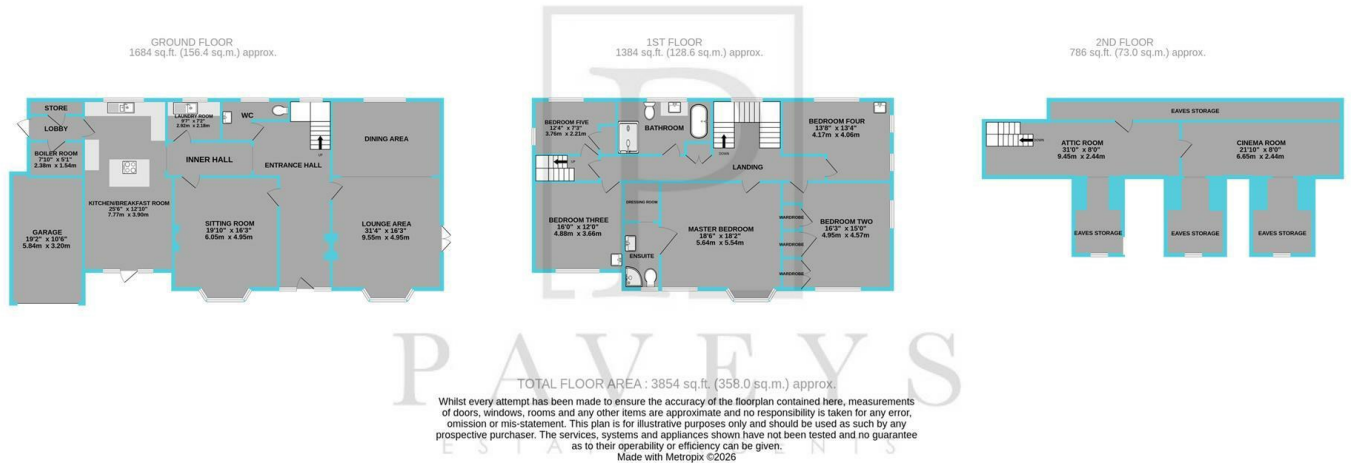 GROUND FLOOR
1684 sq.ft. (156.4 sq.m.) approx.
STORE
LOBBY
BOILER ROOM
7'10" x 5'1"
2.38m x 1.54m
GARAGE
19'2" x 10'6"
5.84m x 3.20m
KITCHEN/BREAKFAST ROOM
25'6" x 12'10"
7.77m x 3.90m
LAUNDRY ROOM
9'7" x 7'2"
2.92m x 2.18m
WC
INNER HALL
ENTRANCE HALL
UP
SITTING ROOM
19'10" x 16'3"
6.05m x 4.95m
DINING AREA
LOUNGE AREA
31'4" x 16'3"
9.55m x 4.95m
1ST FLOOR
1384 sq.ft. (128.6 sq.m.) approx.
BEDROOM FIVE
12'4" x 7'3"
3.76m x 2.21m
UP
BATHROOM
DOWN
LANDING
BEDROOM FOUR
13'8" x 13'4"
4.17m x 4.06m
BEDROOM THREE
16'0" x 12'0"
4.88m x 3.66m
DRESSING ROOM
ENSUITE
MASTER BEDROOM
18'6" x 18'2"
5.64m x 5.54m
WARDROBE
WARDROBE
WARDROBE
BEDROOM TWO
16'3" x 15'0"
4.95m x 4.57m
2ND FLOOR
786 sq.ft. (73.0 sq.m.) approx.
EAVES STORAGE
DOWN
ATTIC ROOM
31'0" x 8'0"
9.45m x 2.44m
CINEMA ROOM
21'10" x 8'0"
6.65m x 2.44m
EAVES STORAGE
EAVES STORAGE
EAVES STORAGE
PAVEYS
ESTATE AGENTS
TOTAL FLOOR AREA : 3854 sq.ft. (358.0 sq.m.) approx.
Whilst every attempt has been made to ensure the accuracy of the floorplan contained here, measurements
of doors, windows, rooms and any other items are approximate and no responsibility is taken for any error,
omission or mis-statement. This plan is for illustrative purposes only and should be used as such by any
prospective purchaser. The services, systems and appliances shown have not been tested and no guarantee
as to their operability or efficiency can be given.
Made with Metropix ©2026